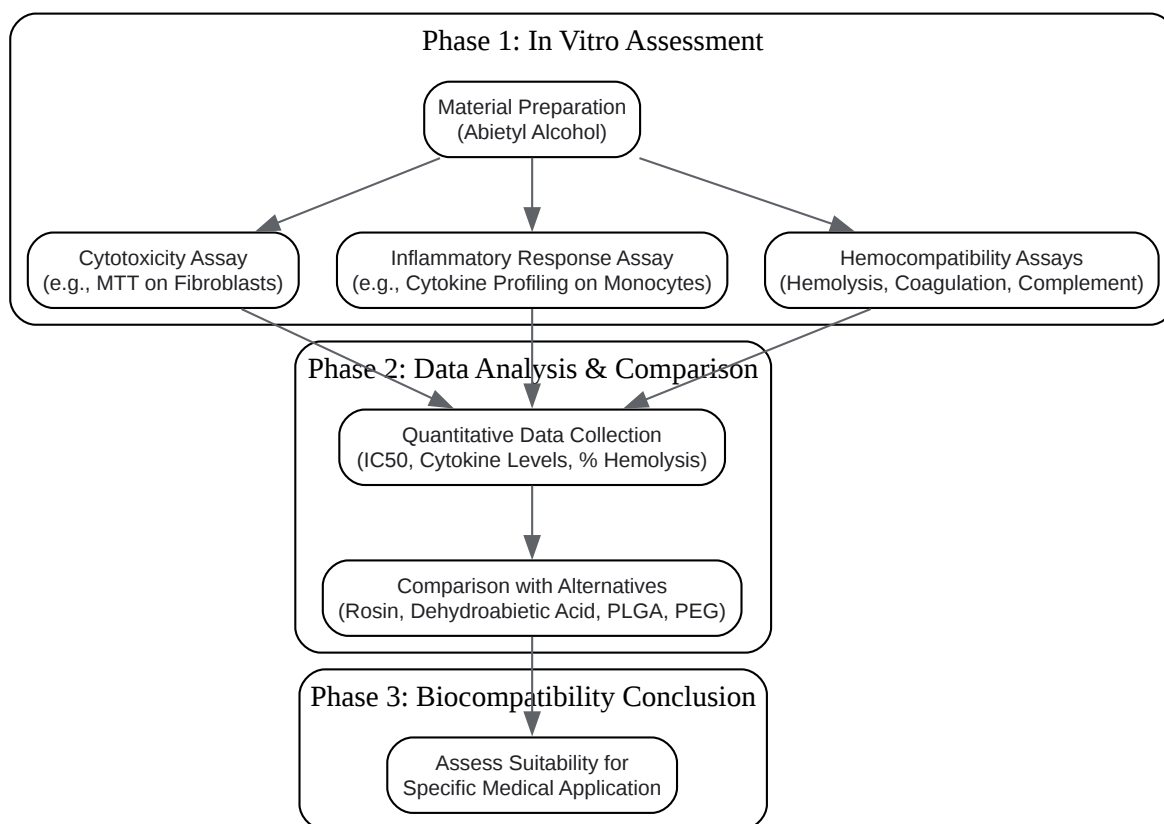 Phase 1: In Vitro Assessment
Material Preparation
(Abietyl Alcohol)
Cytotoxicity Assay
(e.g., MTT on Fibroblasts)
Inflammatory Response Assay
(e.g., Cytokine Profiling on Monocytes)
Hemocompatibility Assays
(Hemolysis, Coagulation, Complement)
Phase 2: Data Analysis & Comparison
Quantitative Data Collection
(IC50, Cytokine Levels, % Hemolysis)
Comparison with Alternatives
(Rosin, Dehydroabietic Acid, PLGA, PEG)
Phase 3: Biocompatibility Conclusion
Assess Suitability for
Specific Medical Application